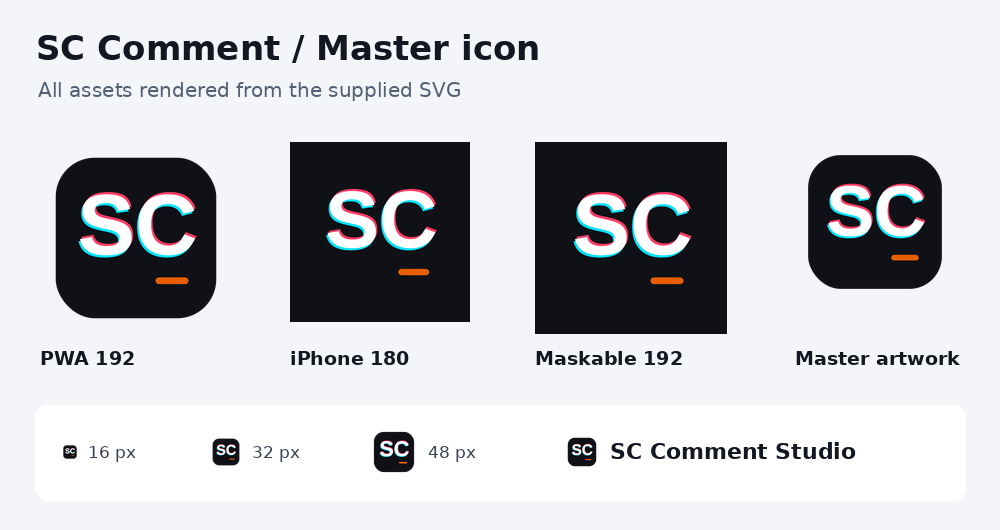 SC Comment / Master icon
All assets rendered from the supplied SVG
SC
SC
SC
SC
PWA 192
iPhone 180
Maskable 192
Master artwork
SC 16 px
SC 32 px
SC 48 px
SC SC Comment Studio